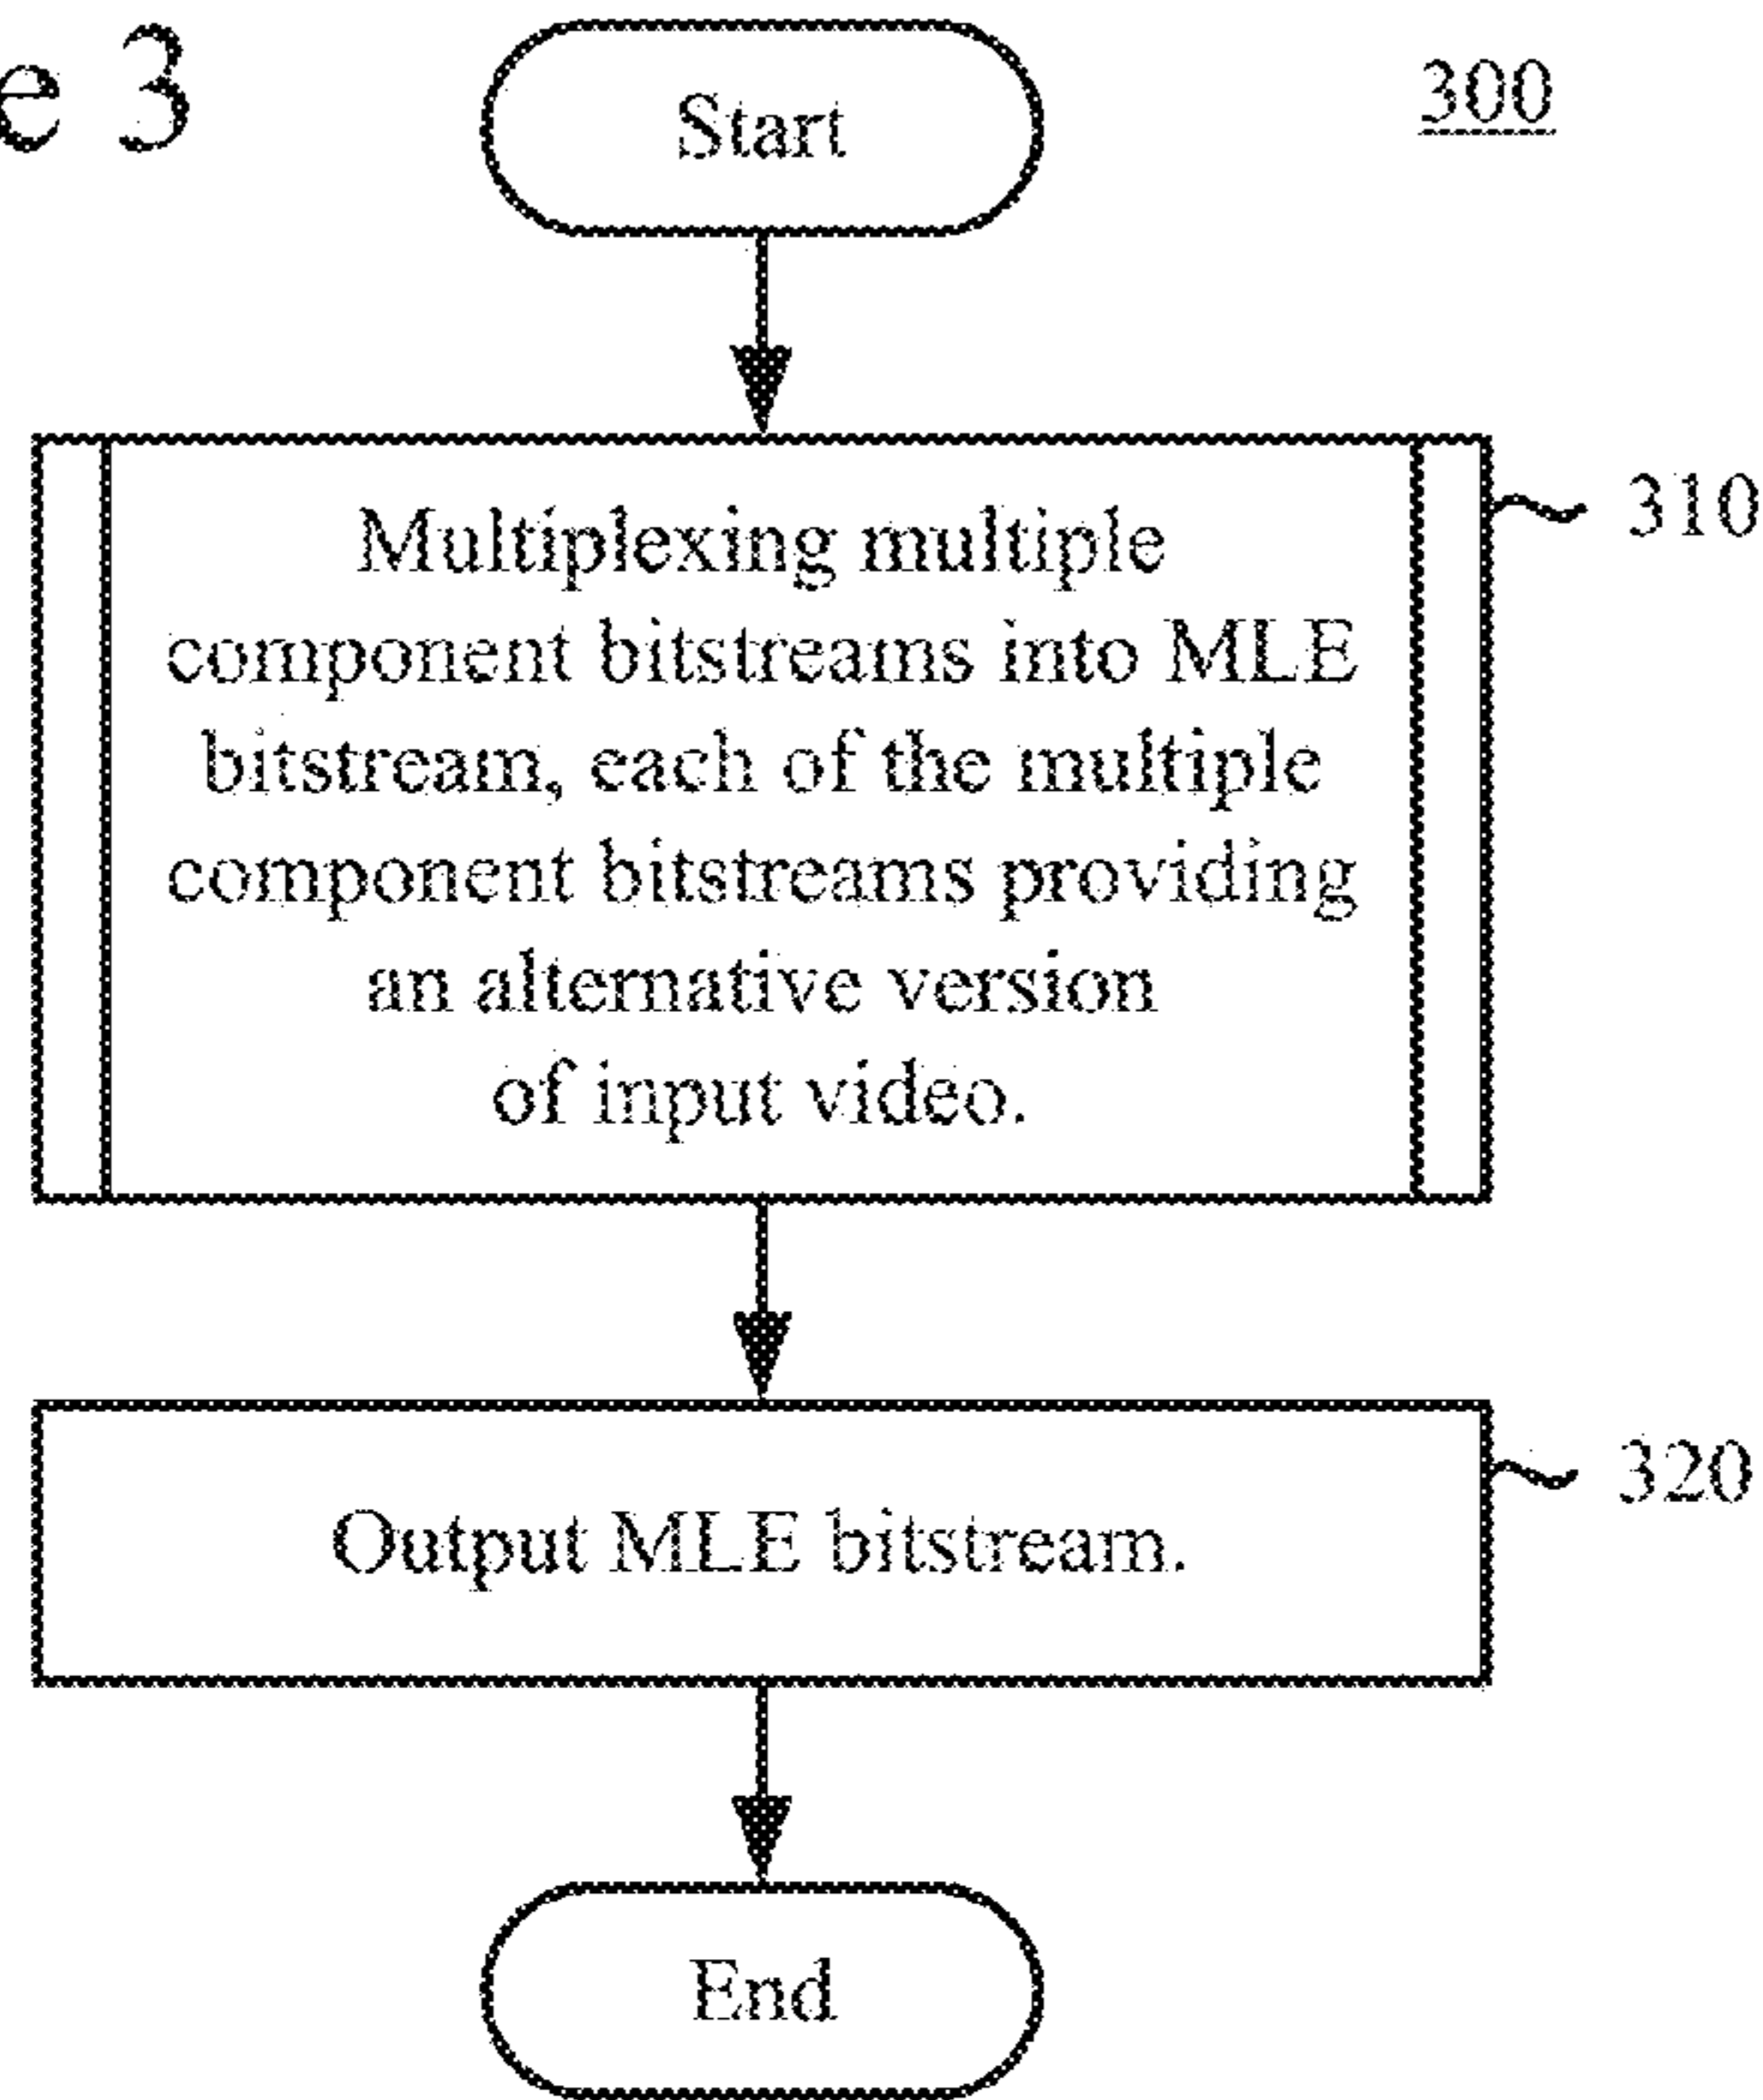 e 3
Start
300
Multiplexing multiple
310
component bitstreams into MLE
bitstream, each of the multiple
component bitstreams providing
an alternative version
of input video.
320
Output MLE bitstream.
End